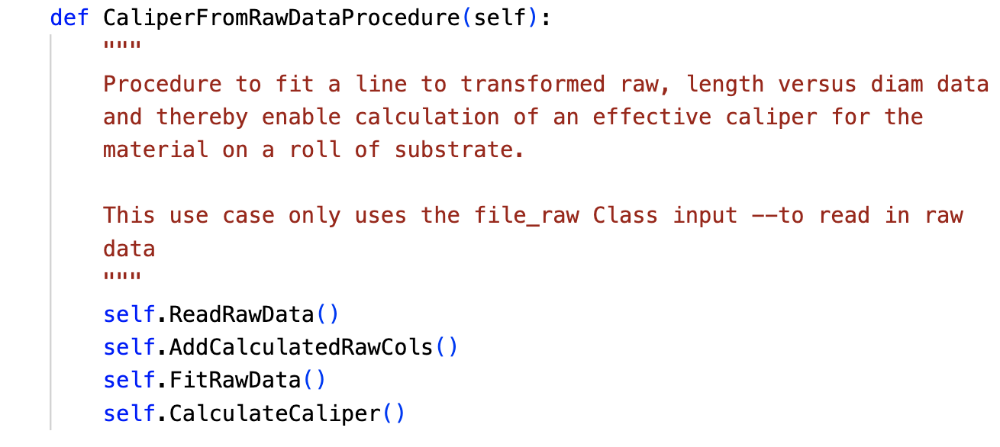 def CaliperFromRawDataProcedure(self):
"""
Procedure to fit a line to transformed raw, length versus diam data
and thereby enable calculation of an effective caliper for the
material on a roll of substrate.
This use case only uses the file_raw Class input --to read in raw
data
"""
self.ReadRawData()
self.AddCalculatedRawCols()
self.FitRawData()
self.CalculateCaliper()